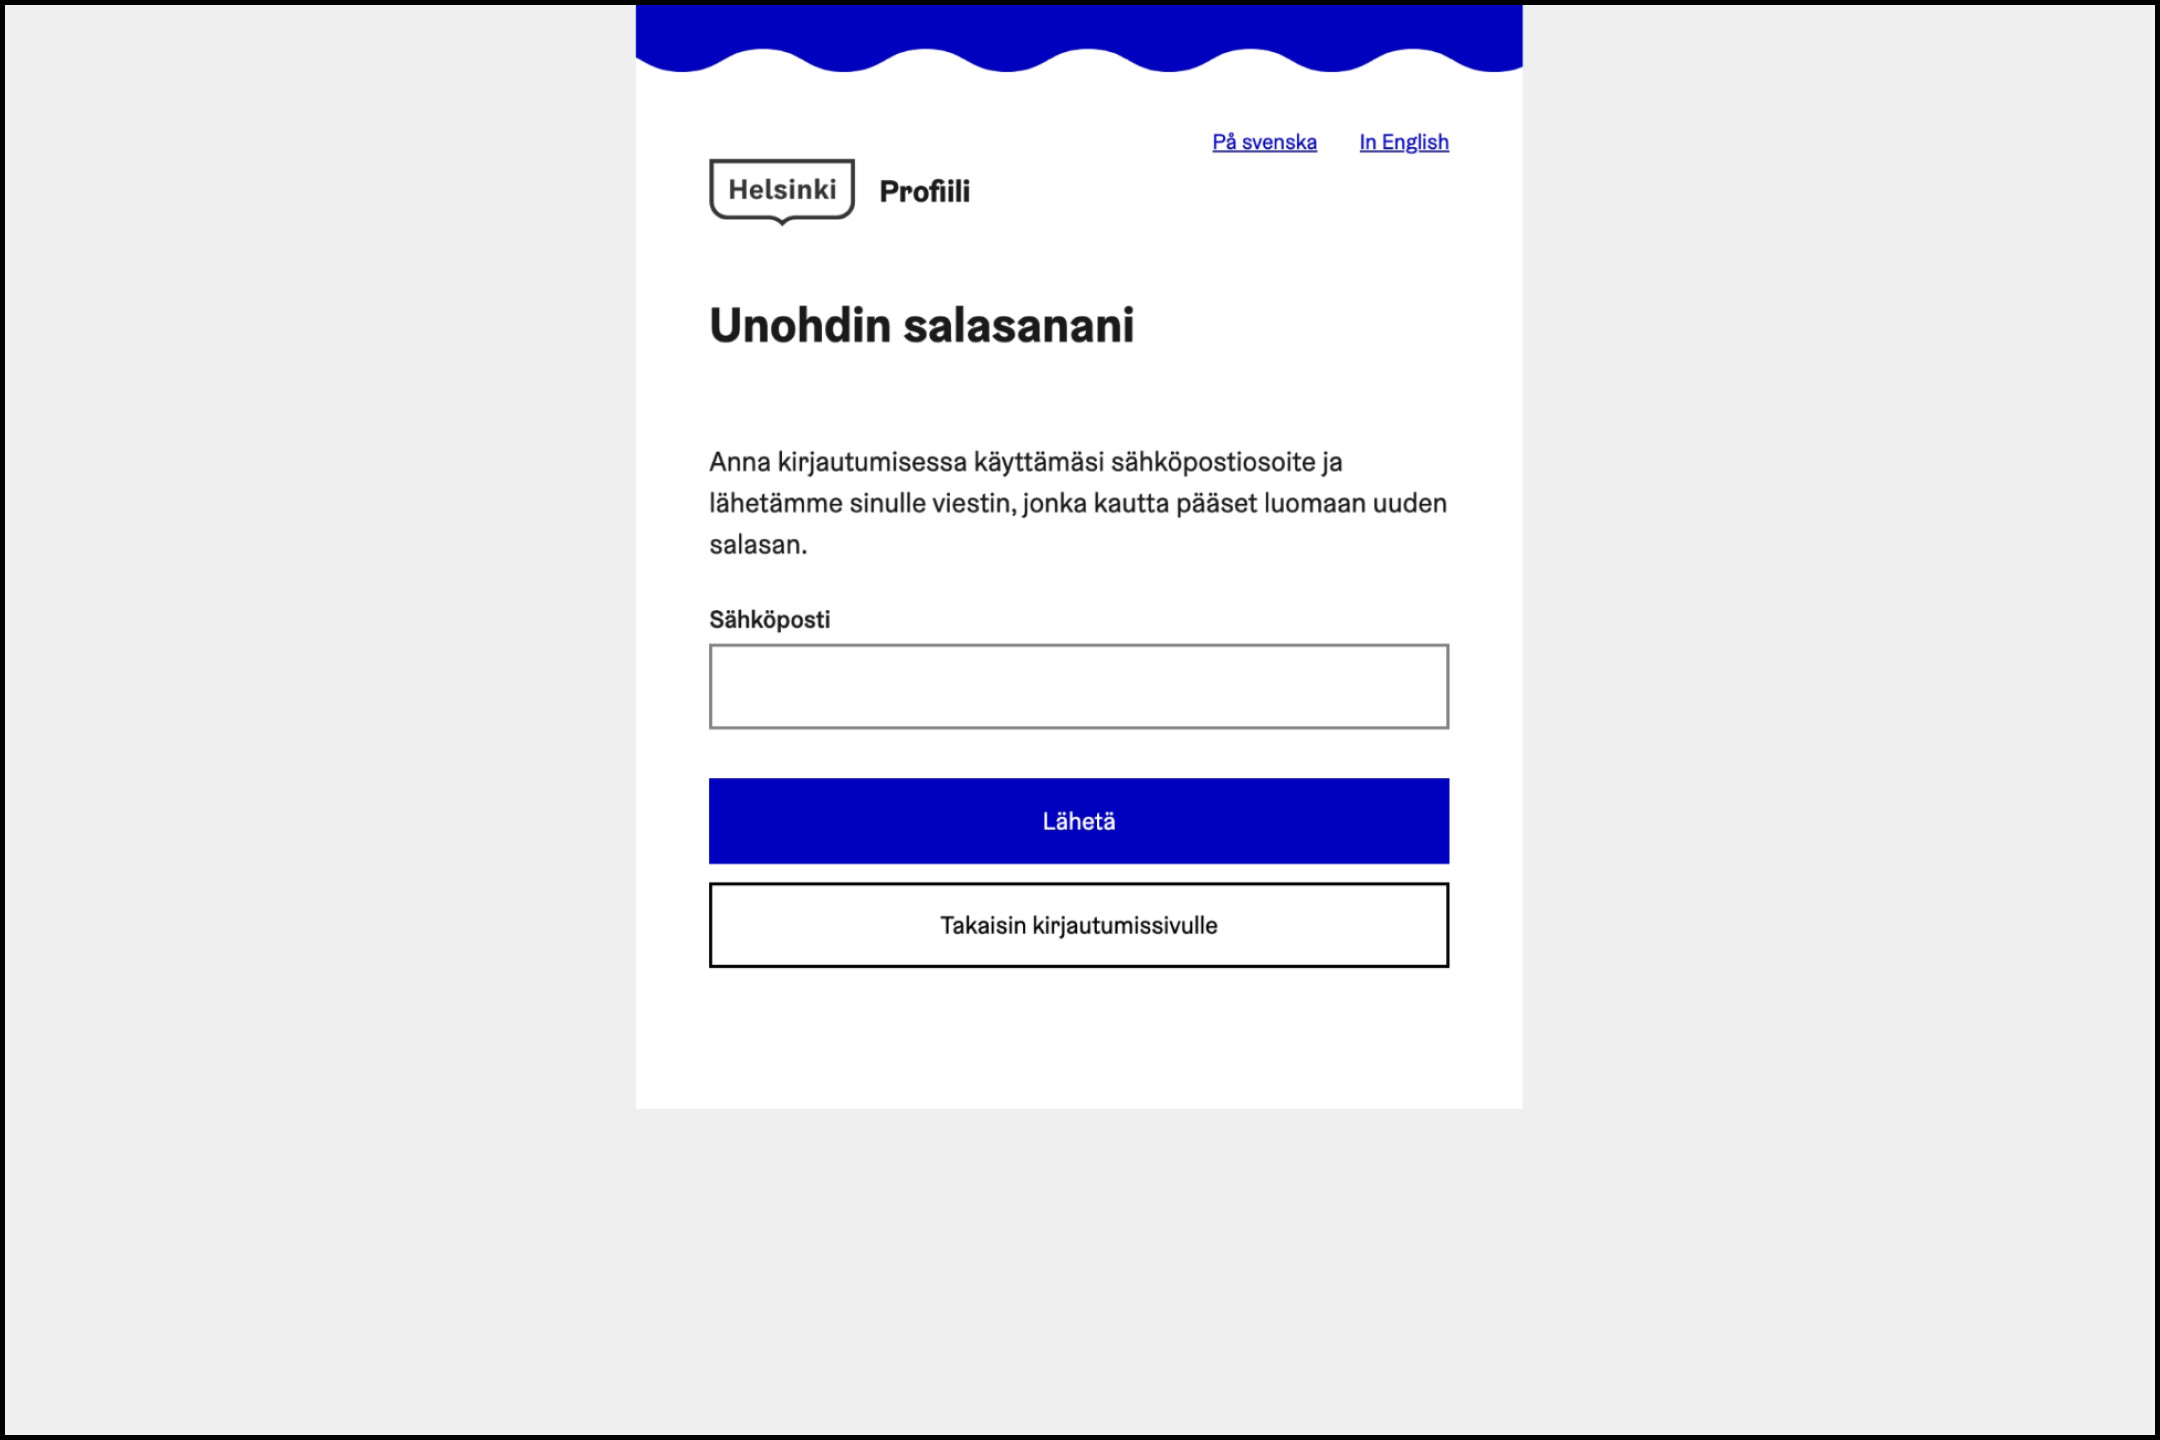 På svenska In English
Helsinki Profiili
Unohdin salasanani
Anna kirjautumisessa käyttämäsi sähköpostiosoite ja
lähetämme sinulle viestin, jonka kautta pääset luomaan uuden
salasan.
Sähköposti
Lähetä
Takaisin kirjautumissivulle